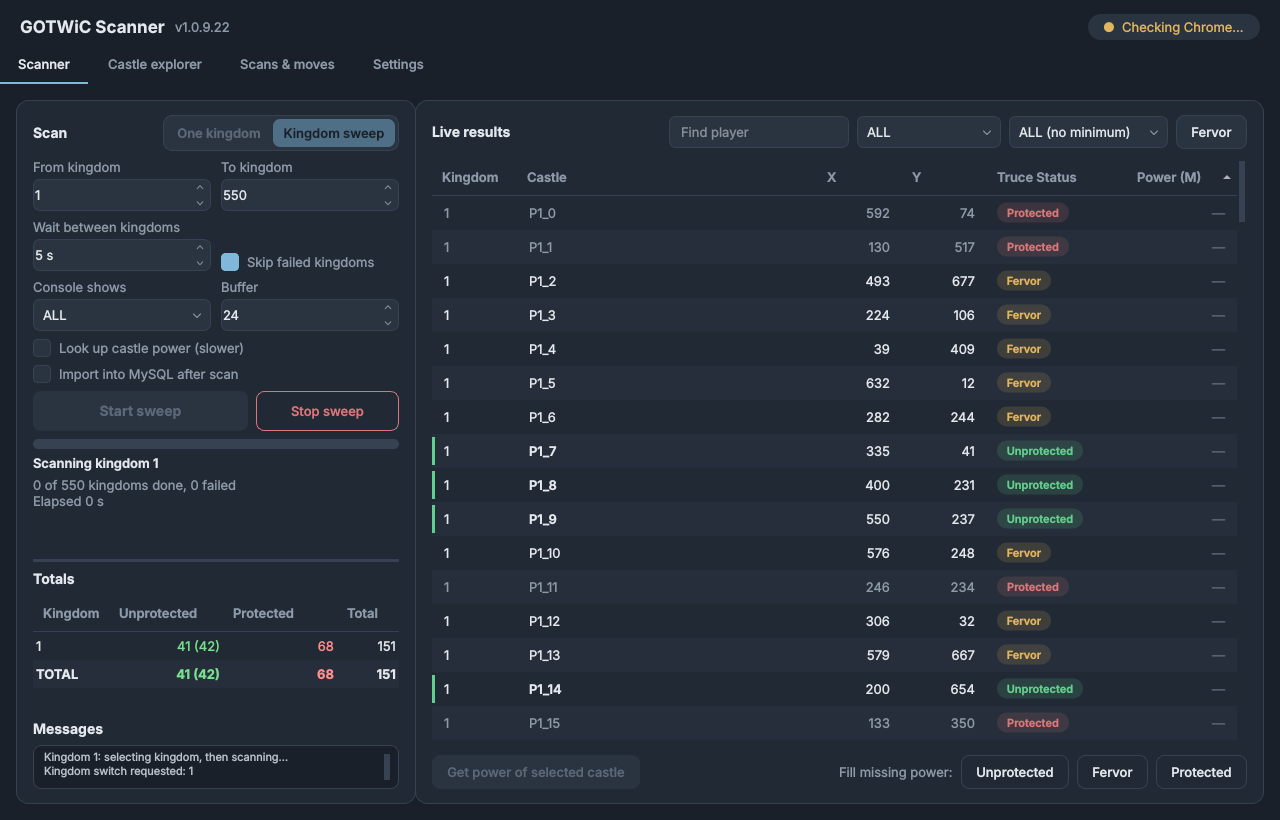 GOTWiC Scanner v1.0.9.22
Checking Chrome...
Scanner Castle explorer Scans & moves Settings
Scan One kingdom Kingdom sweep
From kingdom To kingdom
1 550
Wait between kingdoms
5 s Skip failed kingdoms
Console shows Buffer
ALL 24
Look up castle power (slower)
Import into MySQL after scan
Start sweep Stop sweep
Scanning kingdom 1
0 of 550 kingdoms done, 0 failed
Elapsed 0 s
Totals
Kingdom Unprotected Protected Total
1 41 (42) 68 151
TOTAL 41 (42) 68 151
Messages
Kingdom 1: selecting kingdom, then scanning...
Kingdom switch requested: 1
Live results Find player ALL ALL (no minimum) Fervor
Kingdom Castle X Y Truce Status Power (M)
1 P1_0 592 74 Protected —
1 P1_1 130 517 Protected —
1 P1_2 493 677 Fervor —
1 P1_3 224 106 Fervor —
1 P1_4 39 409 Fervor —
1 P1_5 632 12 Fervor —
1 P1_6 282 244 Fervor —
1 P1_7 335 41 Unprotected —
1 P1_8 400 231 Unprotected —
1 P1_9 550 237 Unprotected —
1 P1_10 576 248 Fervor —
1 P1_11 246 234 Protected —
1 P1_12 306 32 Fervor —
1 P1_13 579 667 Fervor —
1 P1_14 200 654 Unprotected —
1 P1_15 133 350 Protected —
Get power of selected castle Fill missing power: Unprotected Fervor Protected